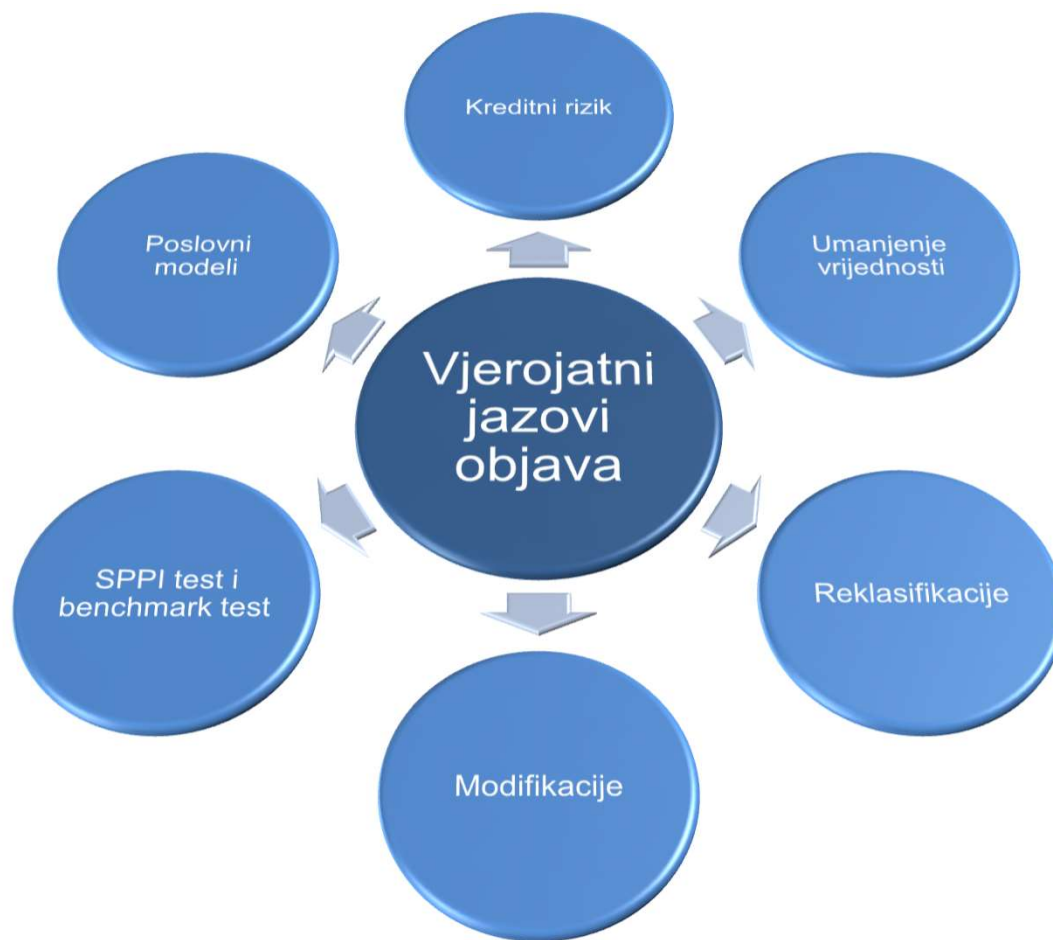 Kreditni rizik
Poslovni
modeli
Umanjenje
vrijednosti
Vjerojatni
jazovi
objava
SPPI test i
benchmark test
Reklasifikacije
Modifikacije